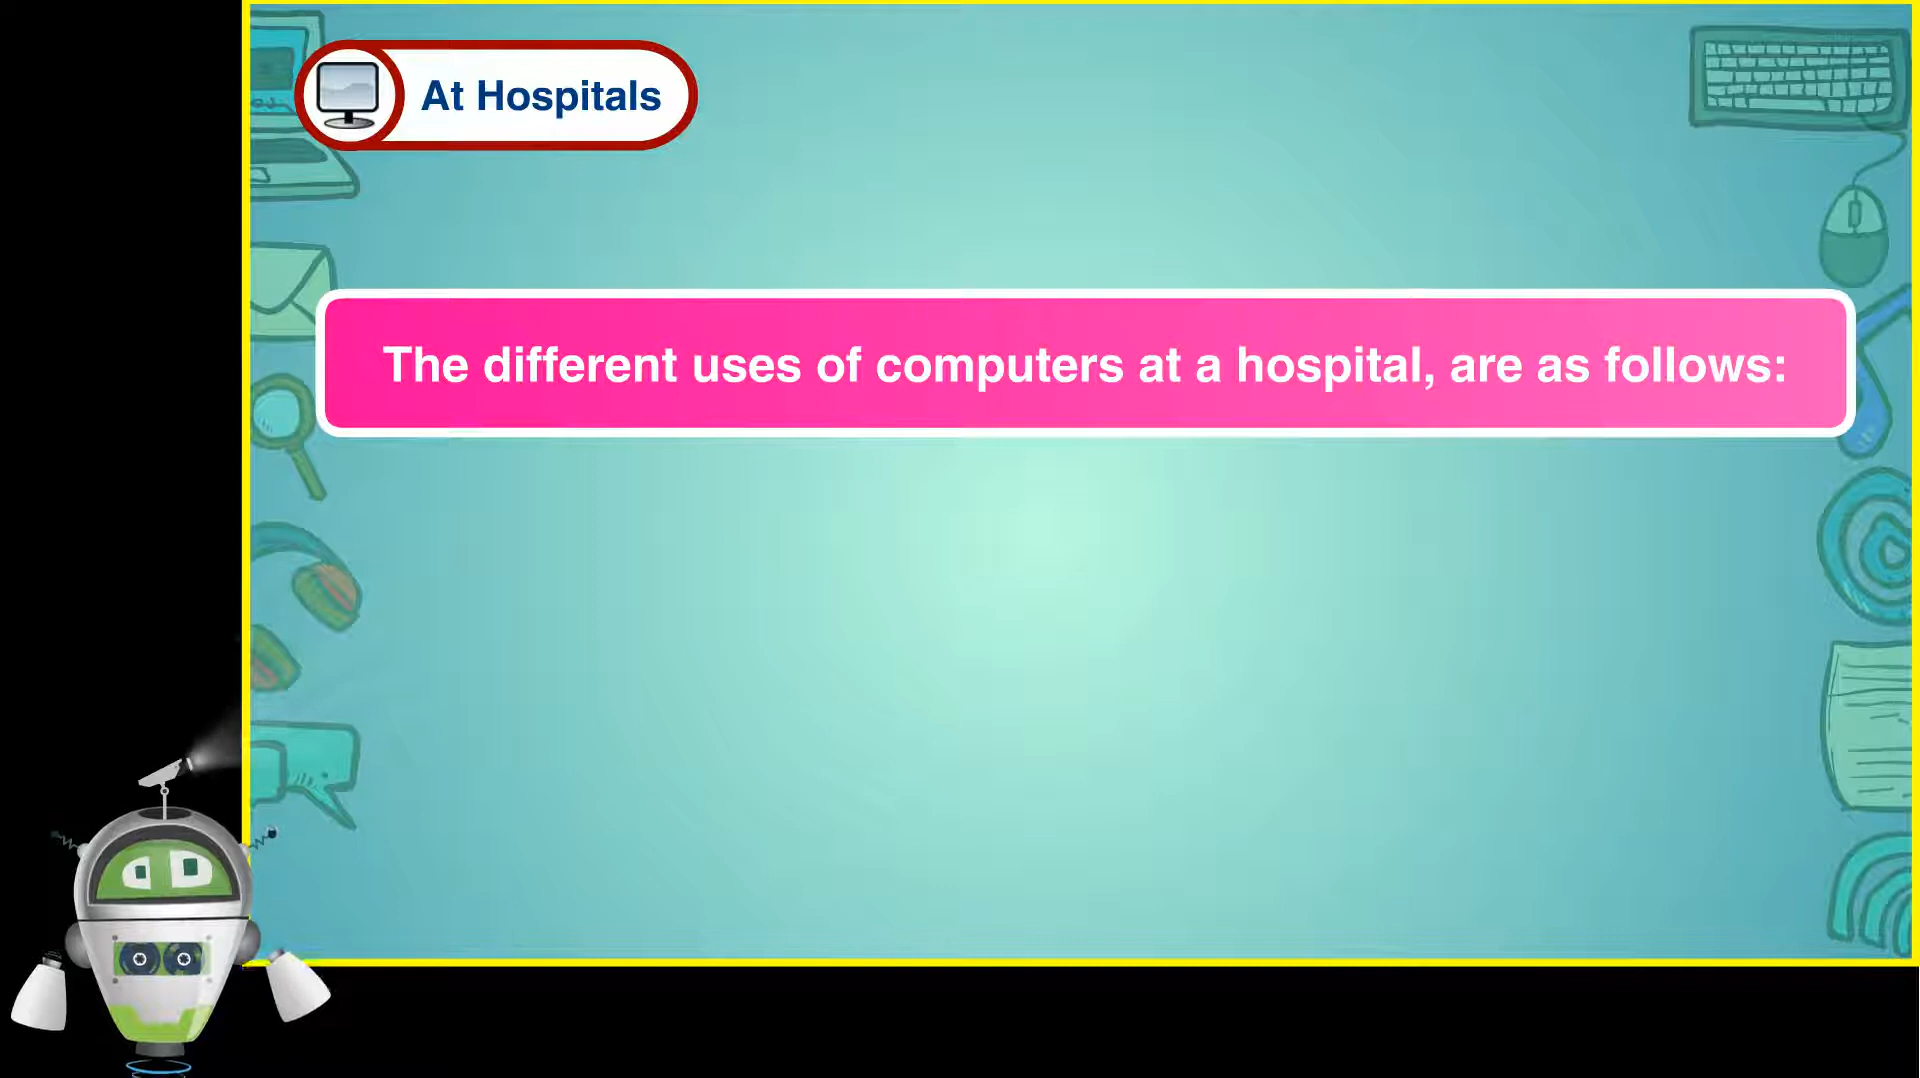 At Hospitals
The different uses of computers at a hospital, are as follows: